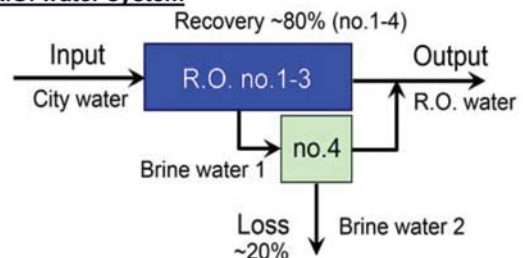 Recovery ~80% (no.1-4)
Input
Output
R.O. no.1-3
City water
R.O. water
no.4
Brine water 1
Loss
Brine water 2
~20%